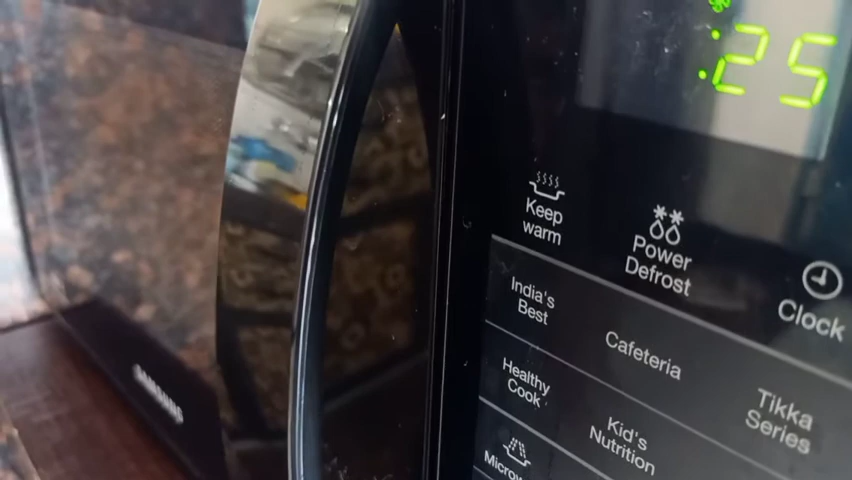 :25
Keep
warm
Power
Defrost
Clock
India's
Best
Cafeteria
Tikka
Series
Healthy
Cook
Kid's
Nutrition
SAMSUNG